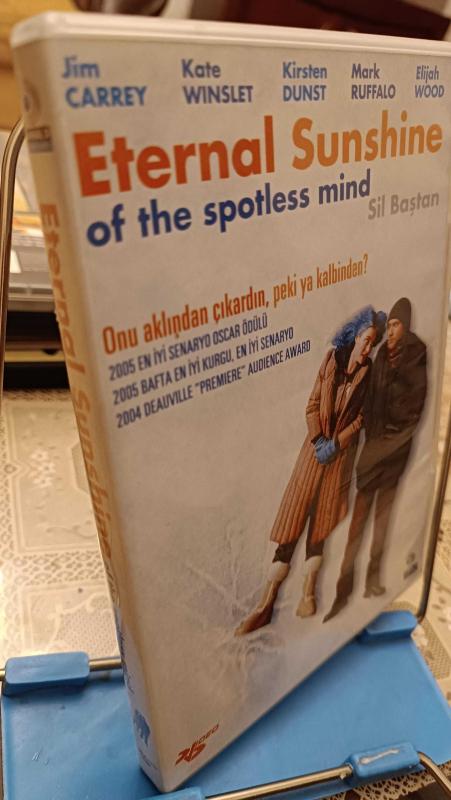 Jim Kate Kirsten Mark Elijah
CARREY WINSLET DUNST RUFFALO WOOD
Eternal Sunshine
of the spotless mind
Sil Baştan
Onu aklından çıkardın, peki ya kalbinden?
2005 EN İYİ SENARYO OSCAR ÖDÜLÜ
2005 BAFTA EN İYİ KURGU, EN İYİ SENARYO
2004 DEAUVILLE "PREMIERE" AUDIENCE AWARD
VIDEO
Eternal Sunshine